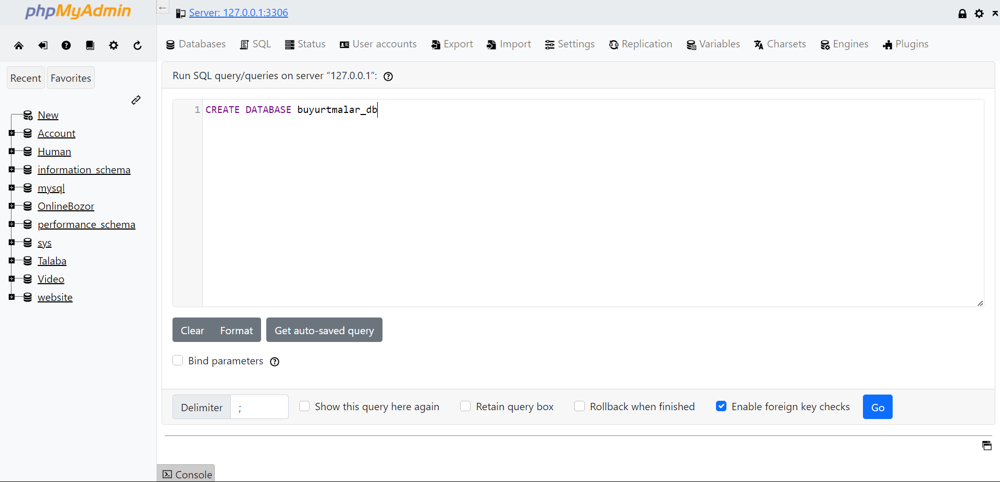 phpMyAdmin
Recent
Favorites
New
Account
Human
information_schema
mysql
OnlineBozor
performance_schema
sys
Talaba
Video
website
←
Server: 127.0.0.1:3306
Databases
SQL
Status
User accounts
Export
Import
Settings
Replication
Variables
Charsets
Engines
Plugins
Run SQL query/queries on server “127.0.0.1”:
1 CREATE DATABASE buyurtmalar_db
Clear
Format
Get auto-saved query
Bind parameters
Delimiter
;
Show this query here again
Retain query box
Rollback when finished
Enable foreign key checks
Go
Console